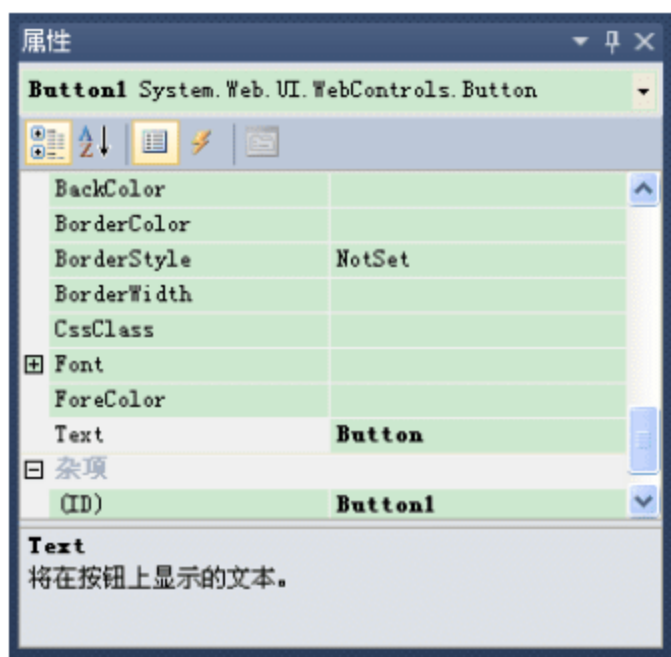 属性
Button1 System.Web.UI.WebControls.Button
BackColor
BorderColor
BorderStyle NotSet
BorderWidth
CssClass
Font
ForeColor
Text Button
杂项
(ID) Button1
Text
将在按钮上显示的文本。